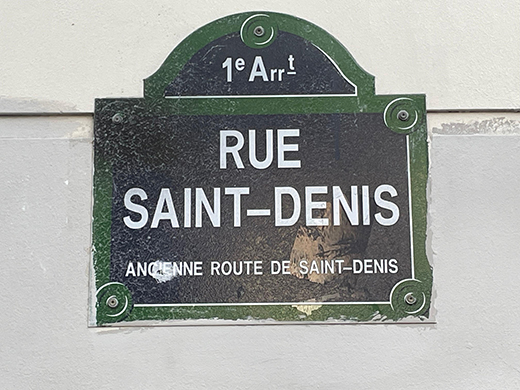 1e Arrt
RUE
SAINT-DENIS
ANCIENNE ROUTE DE SAINT-DENIS